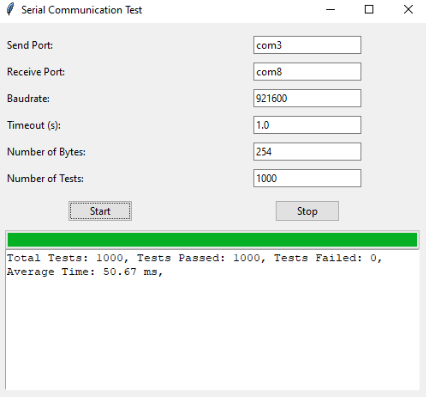 Serial Communication Test
Send Port: com3
Receive Port: com8
Baudrate: 921600
Timeout (s): 1.0
Number of Bytes: 254
Number of Tests: 1000
Start Stop
Total Tests: 1000, Tests Passed: 1000, Tests Failed: 0,
Average Time: 50.67 ms,